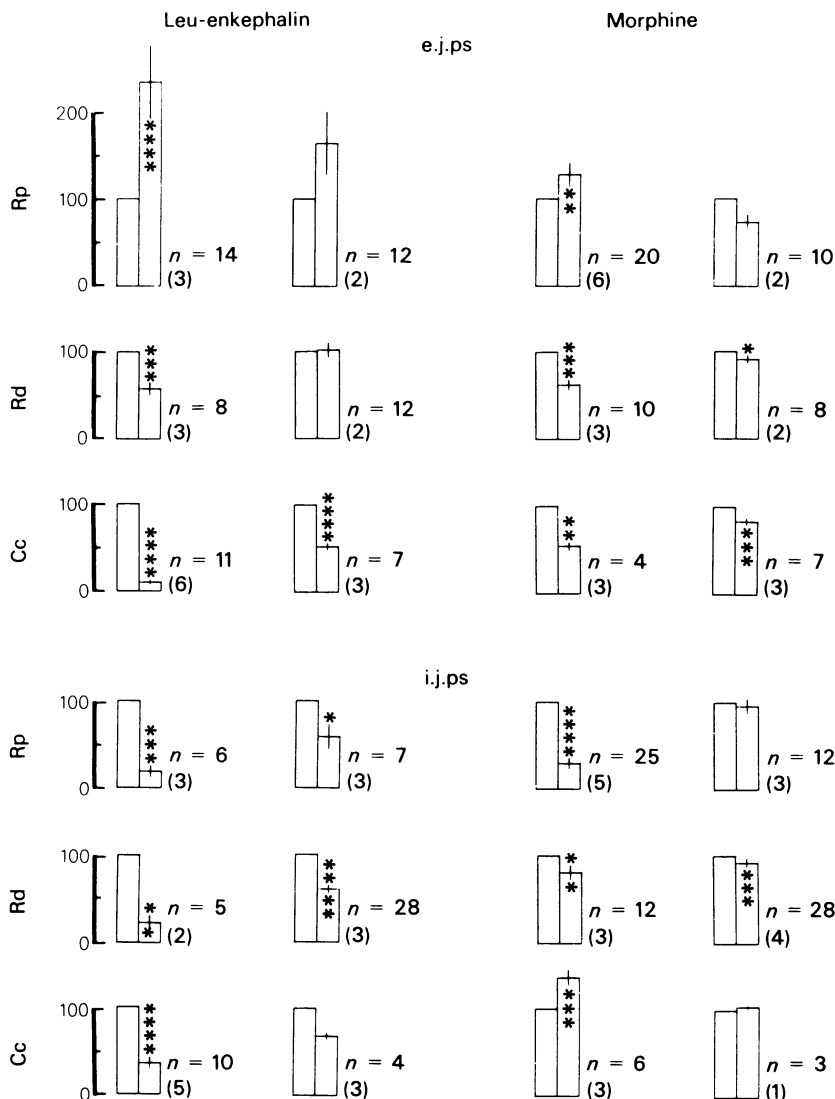 Leu-enkephalin Morphine
e.j.ps
200
100
0
Rp
****
n = 14
(3)
n = 12
(2)
**
n = 20
(6)
n = 10
(2)
100
0
Rd
***
n = 8
(3)
n = 12
(2)
***
n = 10
(3)
*
n = 8
(2)
100
0
Cc
****
n = 11
(6)
****
n = 7
(3)
**
n = 4
(3)
***
n = 7
(3)
i.j.ps
100
0
Rp
***
n = 6
(3)
*
n = 7
(3)
****
n = 25
(5)
n = 12
(3)
100
0
Rd
**
n = 5
(2)
****
n = 28
(3)
**
n = 12
(3)
***
n = 28
(4)
100
0
Cc
****
n = 10
(5)
n = 4
(3)
***
n = 6
(3)
n = 3
(1)